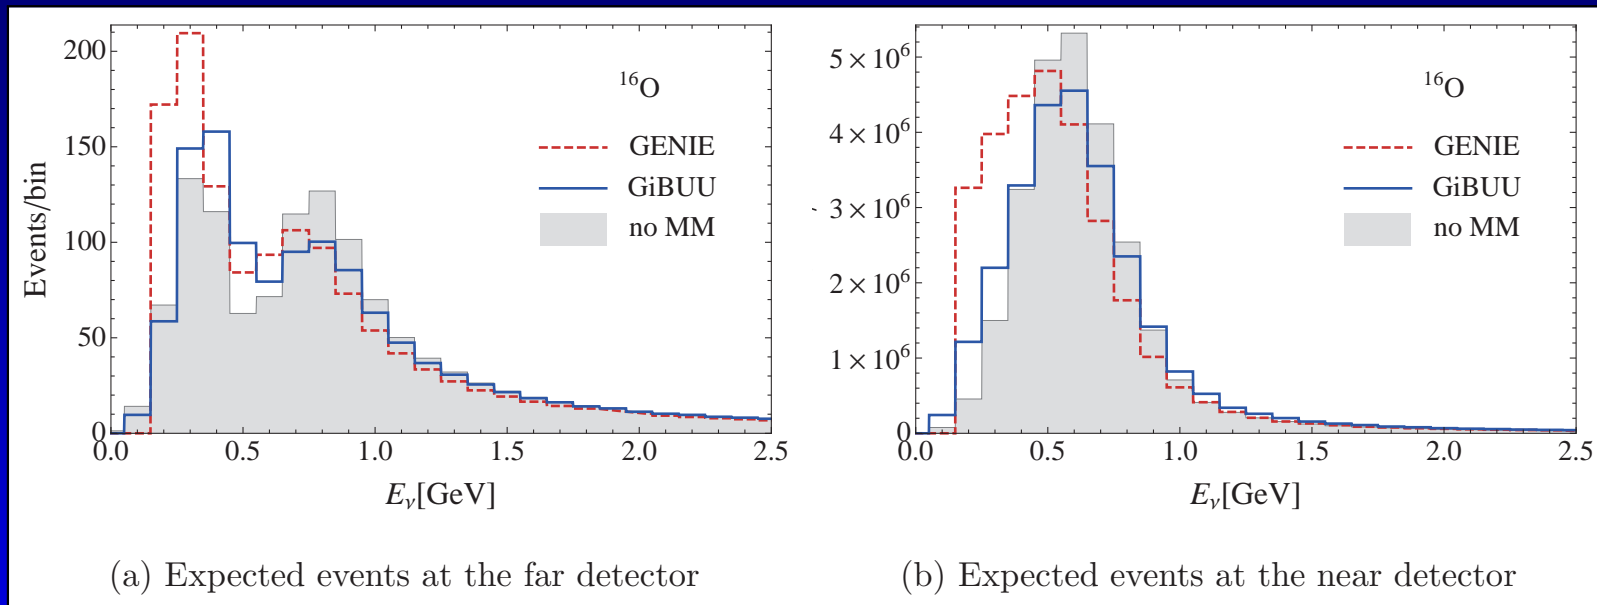 200
150
100
50
0
Events/bin
¹⁶O
GENIE
GiBUU
no MM
0.0 0.5 1.0 1.5 2.0 2.5
E_ν[GeV]
(a) Expected events at the far detector
5 × 10⁶
4 × 10⁶
3 × 10⁶
2 × 10⁶
1 × 10⁶
0
¹⁶O
GENIE
GiBUU
no MM
0.0 0.5 1.0 1.5 2.0 2.5
E_ν[GeV]
(b) Expected events at the near detector